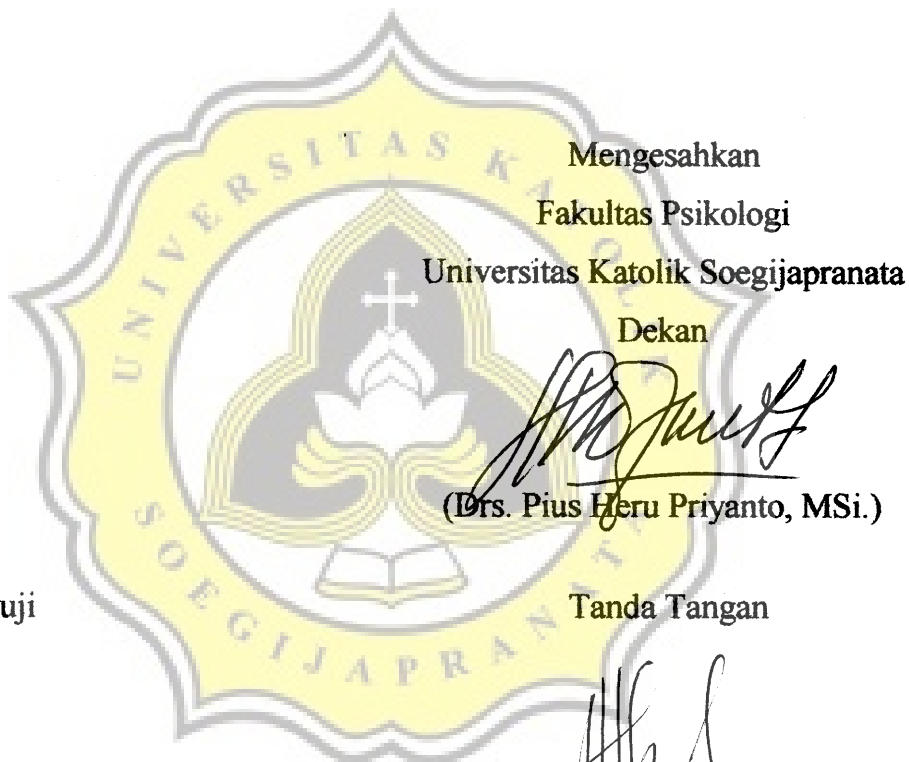 UNIVERSITAS KATOLIK
SOEGIJAPRANATA
Mengesahkan
Fakultas Psikologi
Universitas Katolik Soegijapranata
Dekan
(Drs. Pius Heru Priyanto, MSi.)
uji
Tanda Tangan